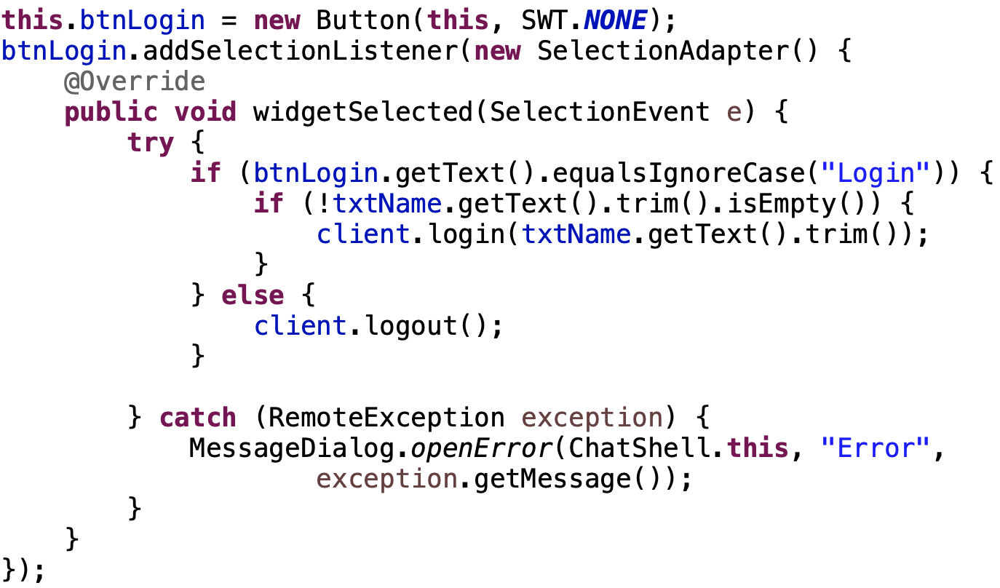 this.btnLogin = new Button(this, SWT.NONE);
btnLogin.addSelectionListener(new SelectionAdapter() {
    @Override
    public void widgetSelected(SelectionEvent e) {
        try {
            if (btnLogin.getText().equalsIgnoreCase("Login")) {
                if (!txtName.getText().trim().isEmpty()) {
                    client.login(txtName.getText().trim());
                }
            } else {
                client.logout();
            }

        } catch (RemoteException exception) {
            MessageDialog.openError(ChatShell.this, "Error",
                    exception.getMessage());
        }
    }
});